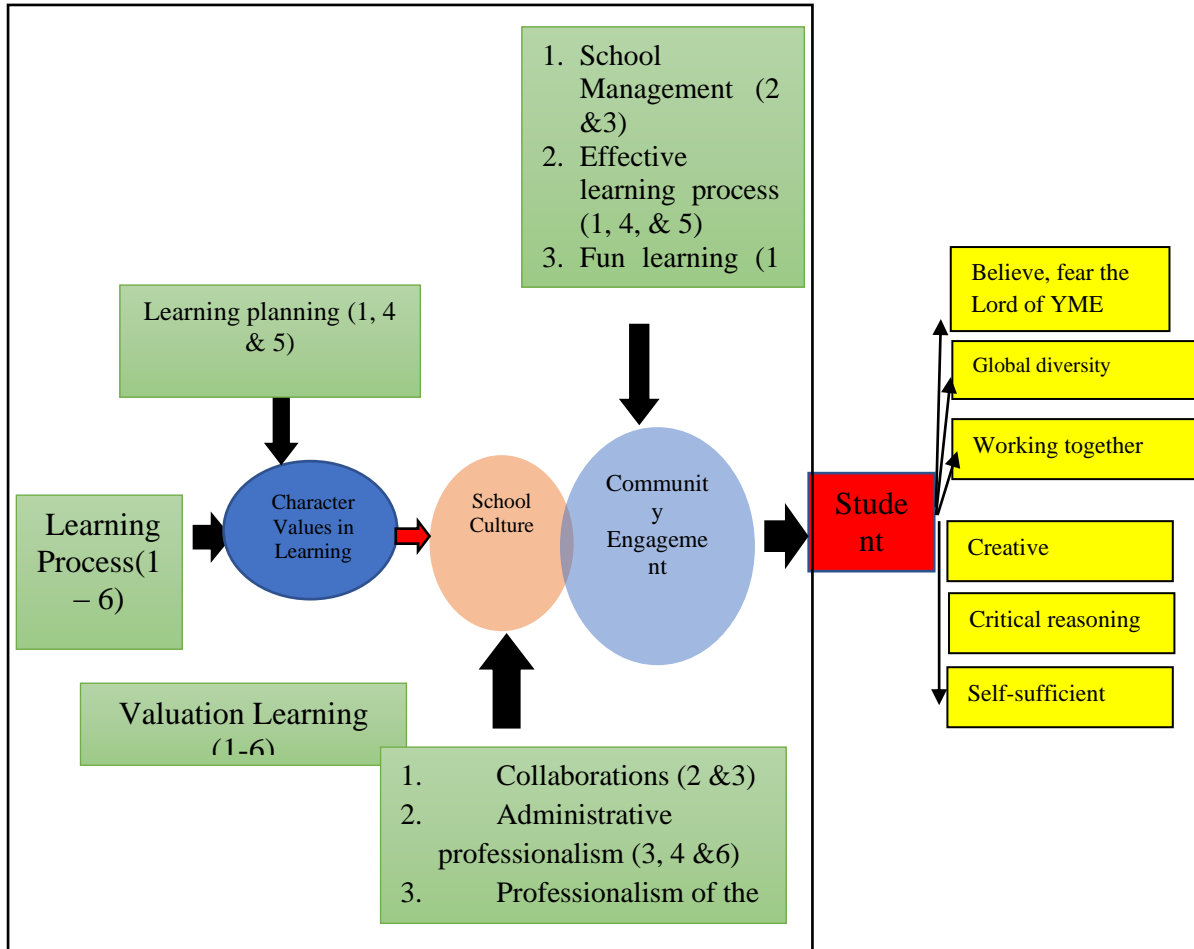 1. School
Management (2
&3)
2. Effective
learning process
(1, 4, & 5)
3. Fun learning (1
Learning planning (1, 4
& 5)
Believe, fear the
Lord of YME
Global diversity
Working together
Creative
Critical reasoning
Self-sufficient
Learning
Process(1
– 6)
Character
Values in
Learning
School
Culture
Communit
y
Engageme
nt
Stude
nt
Valuation Learning
(1-6)
1. Collaborations (2 &3)
2. Administrative
professionalism (3, 4 &6)
3. Professionalism of the